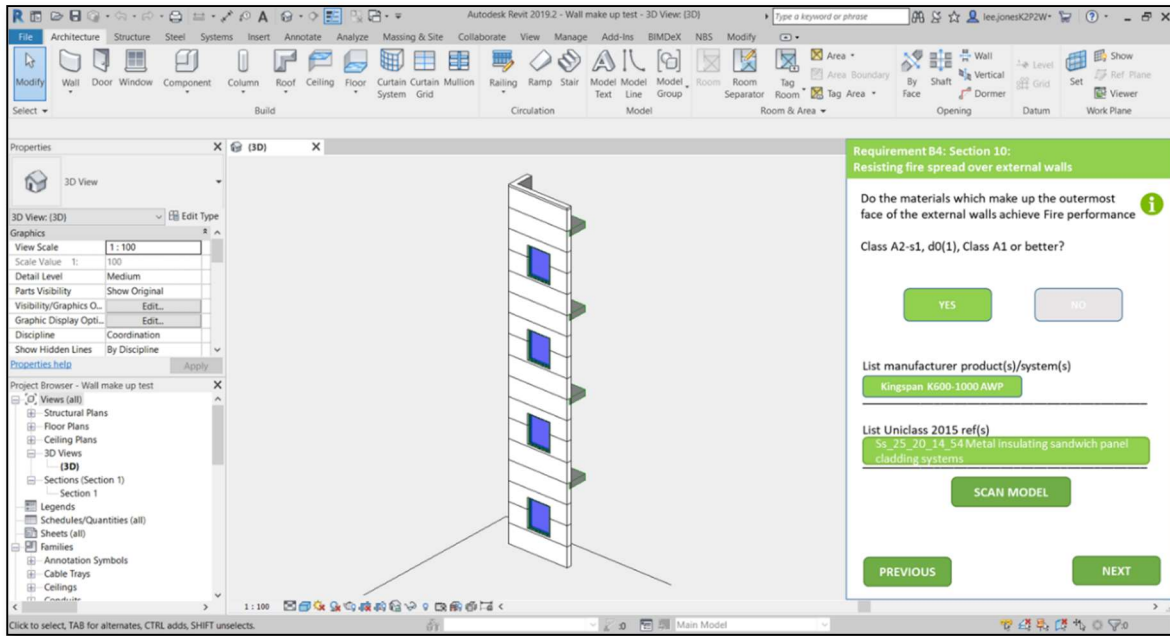 Autodesk Revit 2019.2 - Wall make up test - 3D View: {3D}
Type a keyword or phrase
lee.jonesK2P2W
File Architecture Structure Steel Systems Insert Annotate Analyze Massing & Site Collaborate View Manage Add-Ins BIMDeX NBS Modify
Modify
Wall
Door
Window
Component
Column
Roof
Ceiling
Floor
Curtain System
Curtain Grid
Mullion
Railing
Ramp
Stair
Model Text
Model Line
Model Group
Room
Room Separator
Tag Room
Area
Area Boundary
Tag Area
By Face
Shaft
Wall
Vertical
Dormer
Level
Grid
Set
Show
Ref Plane
Viewer
Select
Build
Circulation
Model
Room & Area
Opening
Datum
Work Plane
Properties
3D View
3D View: {3D}
Edit Type
Graphics
View Scale 1 : 100
Scale Value 1: 100
Detail Level Medium
Parts Visibility Show Original
Visibility/Graphics O... Edit...
Graphic Display Opti... Edit...
Discipline Coordination
Show Hidden Lines By Discipline
Properties help
Apply
Project Browser - Wall make up test
Views (all)
Structural Plans
Floor Plans
Ceiling Plans
3D Views
{3D}
Sections (Section 1)
Section 1
Legends
Schedules/Quantities (all)
Sheets (all)
Families
Annotation Symbols
Cable Trays
Ceilings
Conduits
{3D}
1 : 100
Requirement B4: Section 10:
Resisting fire spread over external walls
Do the materials which make up the outermost
face of the external walls achieve Fire performance
Class A2-s1, d0(1), Class A1 or better?
YES
NO
List manufacturer product(s)/system(s)
Kingspan K600-1000 AWP
List Uniclass 2015 ref(s)
Ss_25_20_14_54 Metal insulating sandwich panel
cladding systems
SCAN MODEL
PREVIOUS
NEXT
Click to select, TAB for alternates, CTRL adds, SHIFT unselects.
:0
Main Model
:0